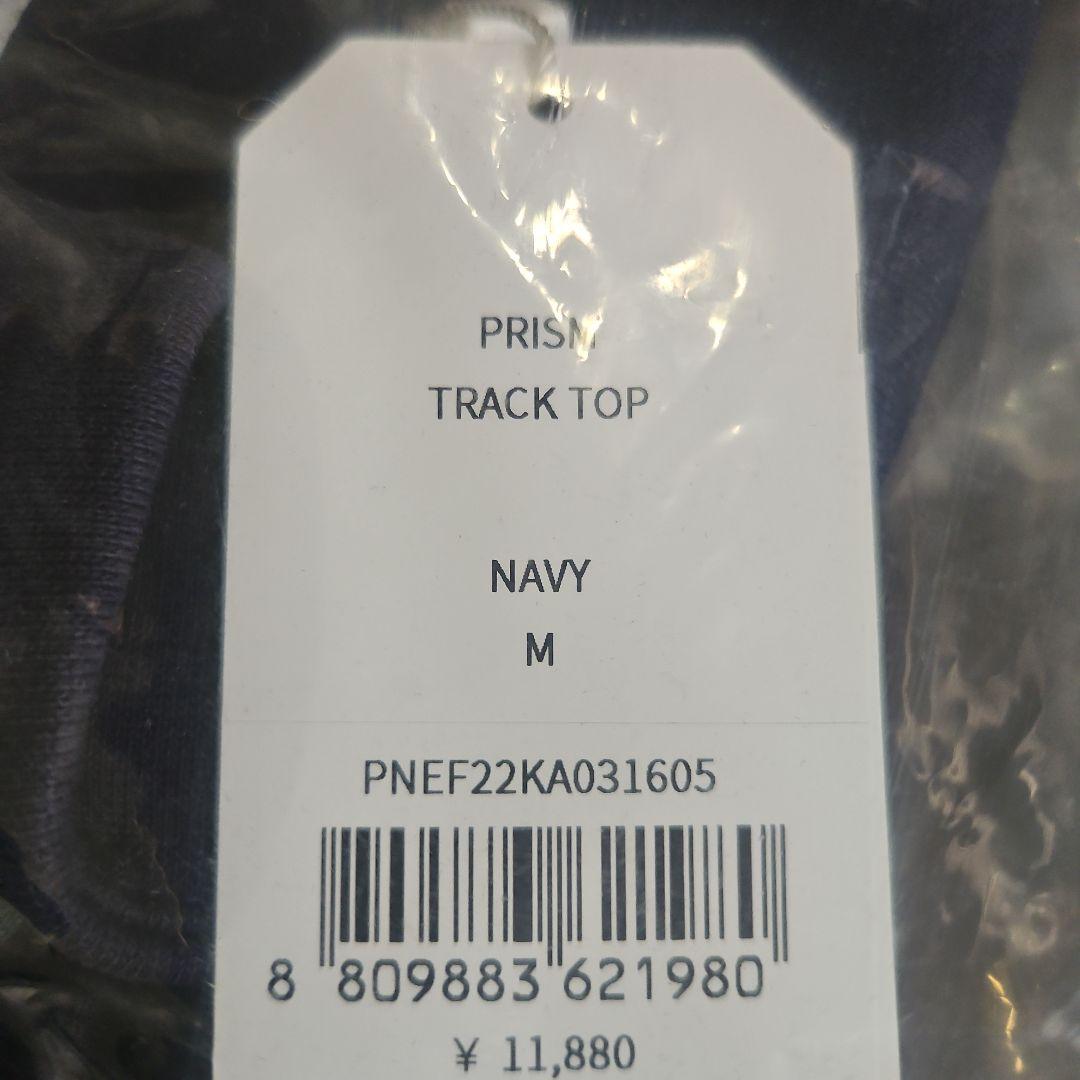 PRISM
TRACK TOP
NAVY
M
PNEF22KA031605
8 809883 621980
¥ 11,880